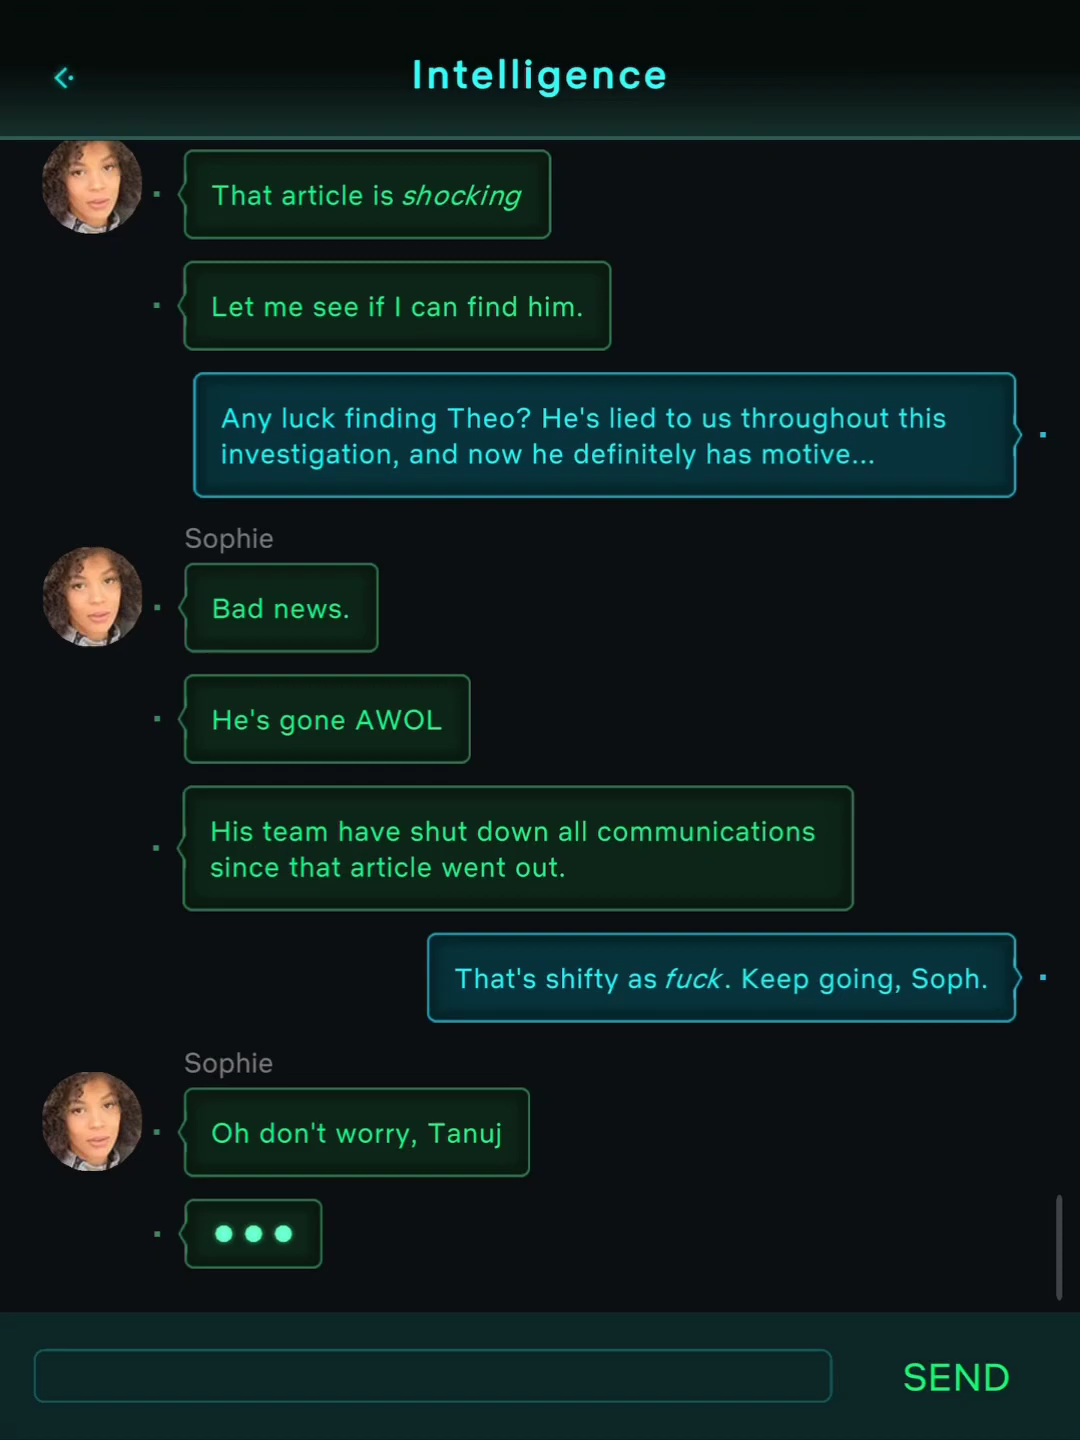 Intelligence
That article is shocking
Let me see if I can find him.
Any luck finding Theo? He's lied to us throughout this
investigation, and now he definitely has motive...
Sophie
Bad news.
He's gone AWOL
His team have shut down all communications
since that article went out.
That's shifty as fuck. Keep going, Soph.
Sophie
Oh don't worry, Tanuj
SEND